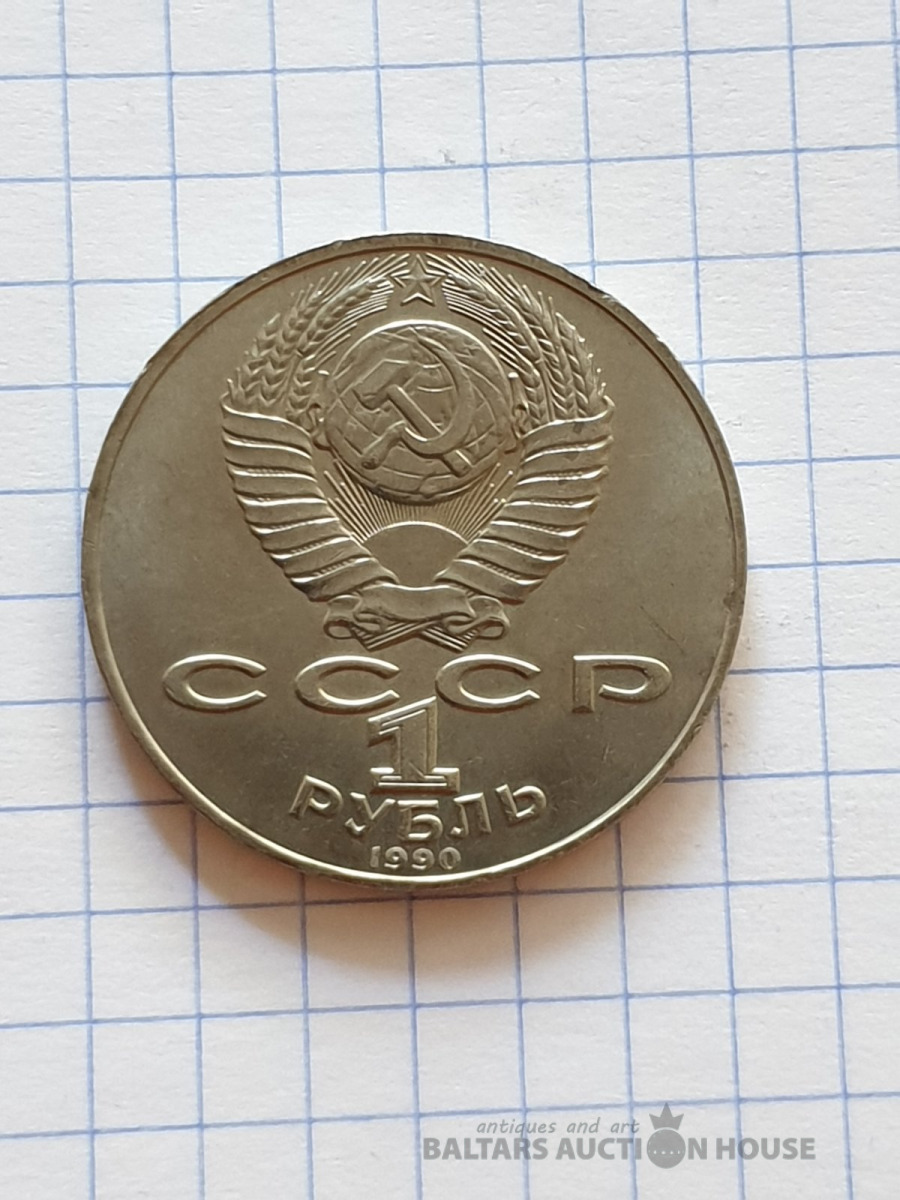 СССР
1
РУБЛЬ
1990
antiques and art
BALTARS AUCTION HOUSE